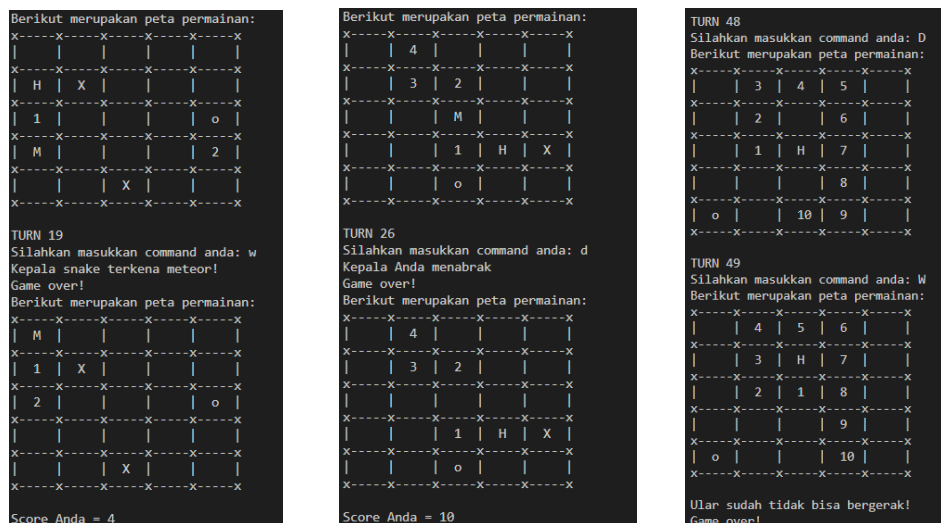 Berikut merupakan peta permainan:
x-----x-----x-----x-----x-----x
|     |     |     |     |     |
x-----x-----x-----x-----x-----x
|  H  |  X  |     |     |     |
x-----x-----x-----x-----x-----x
|  1  |     |     |     |  o  |
x-----x-----x-----x-----x-----x
|  M  |     |     |     |  2  |
x-----x-----x-----x-----x-----x
|     |     |  X  |     |     |
x-----x-----x-----x-----x-----x
TURN 19
Silahkan masukkan command anda: w
Kepala snake terkena meteor!
Game over!
Berikut merupakan peta permainan:
x-----x-----x-----x-----x-----x
|  M  |     |     |     |     |
x-----x-----x-----x-----x-----x
|  1  |  X  |     |     |     |
x-----x-----x-----x-----x-----x
|  2  |     |     |     |  o  |
x-----x-----x-----x-----x-----x
|     |     |     |     |     |
x-----x-----x-----x-----x-----x
|     |     |  X  |     |     |
x-----x-----x-----x-----x-----x
Score Anda = 4
Berikut merupakan peta permainan:
x-----x-----x-----x-----x-----x
|     |  4  |     |     |     |
x-----x-----x-----x-----x-----x
|     |  3  |  2  |     |     |
x-----x-----x-----x-----x-----x
|     |     |  M  |     |     |
x-----x-----x-----x-----x-----x
|     |     |  1  |  H  |  X  |
x-----x-----x-----x-----x-----x
|     |     |  o  |     |     |
x-----x-----x-----x-----x-----x
TURN 26
Silahkan masukkan command anda: d
Kepala Anda menabrak
Game over!
Berikut merupakan peta permainan:
x-----x-----x-----x-----x-----x
|     |  4  |     |     |     |
x-----x-----x-----x-----x-----x
|     |  3  |  2  |     |     |
x-----x-----x-----x-----x-----x
|     |     |     |     |     |
x-----x-----x-----x-----x-----x
|     |     |  1  |  H  |  X  |
x-----x-----x-----x-----x-----x
|     |     |  o  |     |     |
x-----x-----x-----x-----x-----x
Score Anda = 10
TURN 48
Silahkan masukkan command anda: D
Berikut merupakan peta permainan:
x-----x-----x-----x-----x-----x
|     |  3  |  4  |  5  |     |
x-----x-----x-----x-----x-----x
|     |  2  |     |  6  |     |
x-----x-----x-----x-----x-----x
|     |  1  |  H  |  7  |     |
x-----x-----x-----x-----x-----x
|     |     |     |  8  |     |
x-----x-----x-----x-----x-----x
|  o  |     |  10 |  9  |     |
x-----x-----x-----x-----x-----x
TURN 49
Silahkan masukkan command anda: W
Berikut merupakan peta permainan:
x-----x-----x-----x-----x-----x
|     |  4  |  5  |  6  |     |
x-----x-----x-----x-----x-----x
|     |  3  |  H  |  7  |     |
x-----x-----x-----x-----x-----x
|     |  2  |  1  |  8  |     |
x-----x-----x-----x-----x-----x
|     |     |     |  9  |     |
x-----x-----x-----x-----x-----x
|  o  |     |     |  10 |     |
x-----x-----x-----x-----x-----x
Ular sudah tidak bisa bergerak!
Game over!